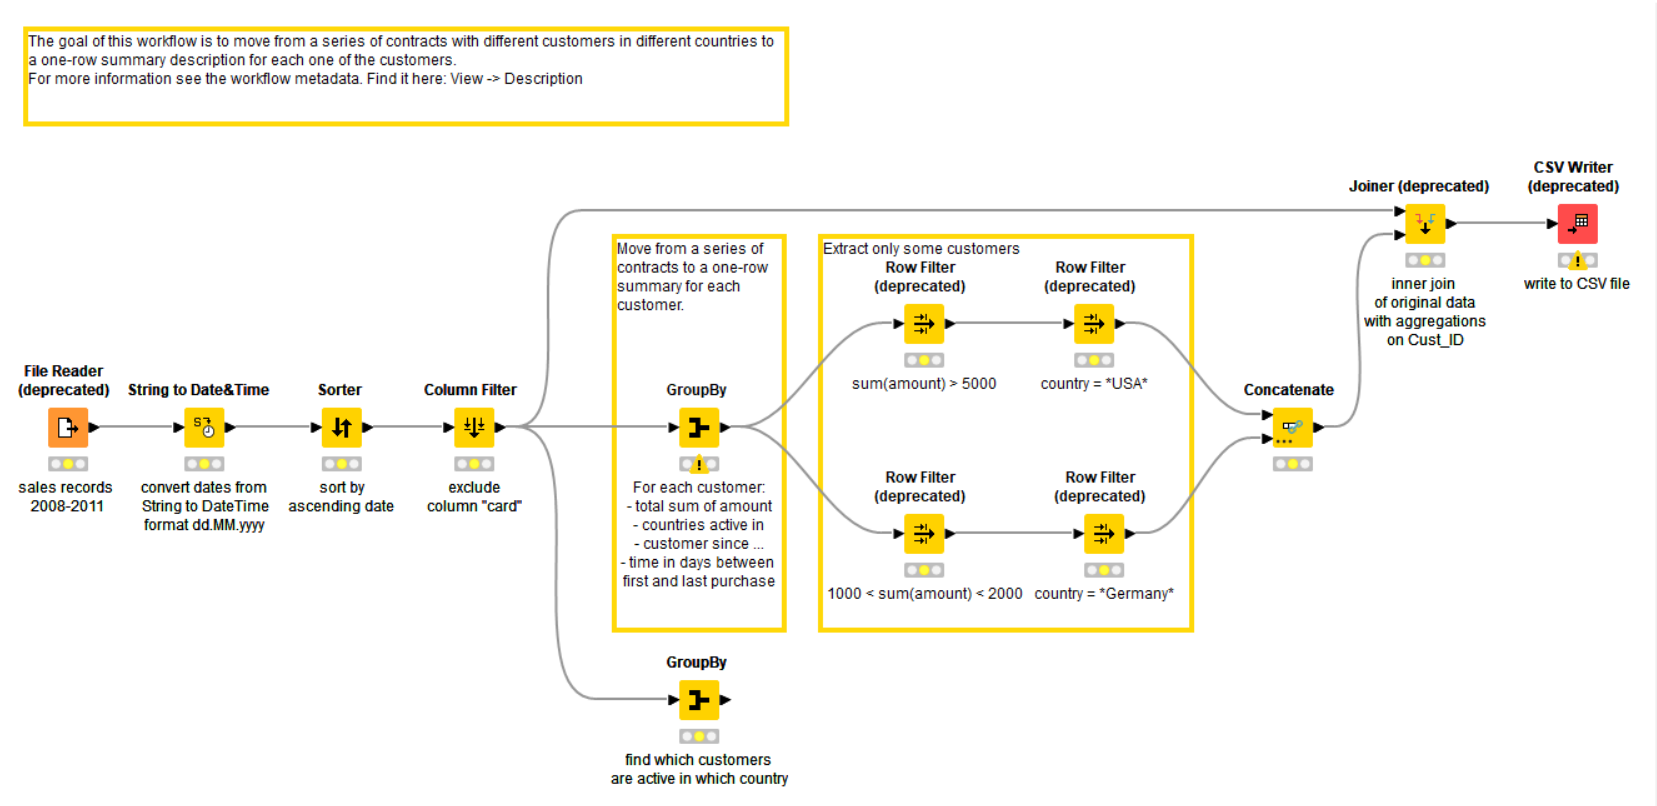 The goal of this workflow is to move from a series of contracts with different customers in different countries to
a one-row summary description for each one of the customers.
For more information see the workflow metadata. Find it here: View -> Description
CSV Writer
(deprecated)
Joiner (deprecated)
inner join
of original data
with aggregations
on Cust_ID
write to CSV file
Move from a series of
contracts to a one-row
summary for each
customer.
Extract only some customers
Row Filter
(deprecated)
sum(amount) > 5000
Row Filter
(deprecated)
country = *USA*
File Reader
(deprecated)
sales records
2008-2011
String to Date&Time
S
convert dates from
String to DateTime
format dd.MM.yyyy
Sorter
sort by
ascending date
Column Filter
exclude
column "card"
GroupBy
For each customer:
- total sum of amount
- countries active in
- customer since ...
- time in days between
first and last purchase
Concatenate
Row Filter
(deprecated)
1000 < sum(amount) < 2000
Row Filter
(deprecated)
country = *Germany*
GroupBy
find which customers
are active in which country